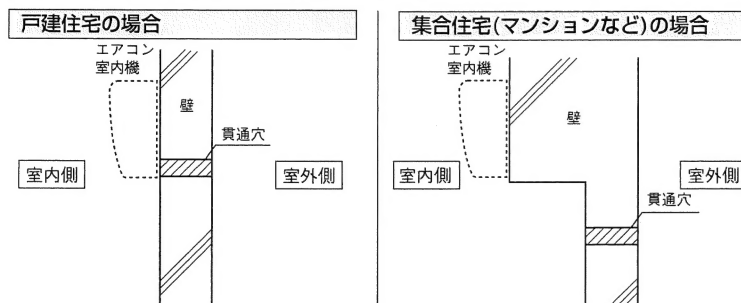 戸建住宅の場合
エアコン
室内機
壁
貫通穴
室内側
室外側
集合住宅(マンションなど)の場合
エアコン
室内機
壁
室内側
室外側
貫通穴